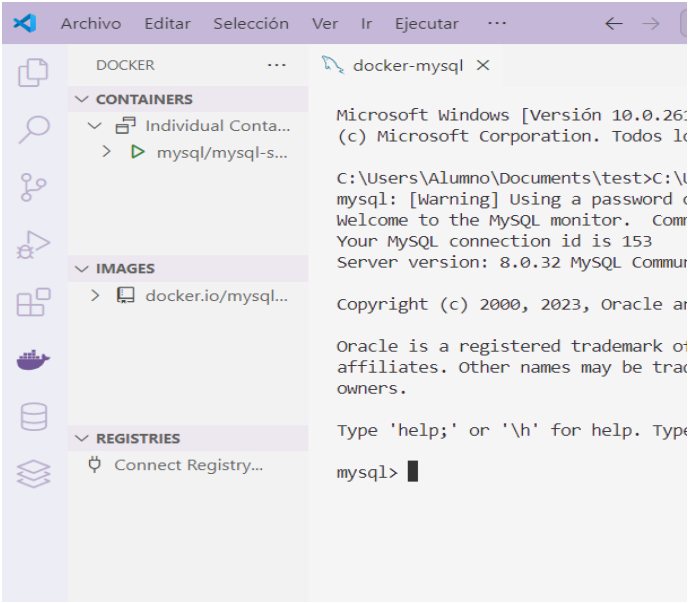 Archivo Editar Selección Ver Ir Ejecutar ...
DOCKER ...
CONTAINERS
Individual Conta...
mysql/mysql-s...
IMAGES
docker.io/mysql...
REGISTRIES
Connect Registry...
docker-mysql
Microsoft Windows [Versión 10.0.261
(c) Microsoft Corporation. Todos lo
C:\Users\Alumno\Documents\test>C:\U
mysql: [Warning] Using a password o
Welcome to the MySQL monitor.  Comm
Your MySQL connection id is 153
Server version: 8.0.32 MySQL Commun
Copyright (c) 2000, 2023, Oracle an
Oracle is a registered trademark of
affiliates. Other names may be trad
owners.
Type 'help;' or '\h' for help. Type
mysql>